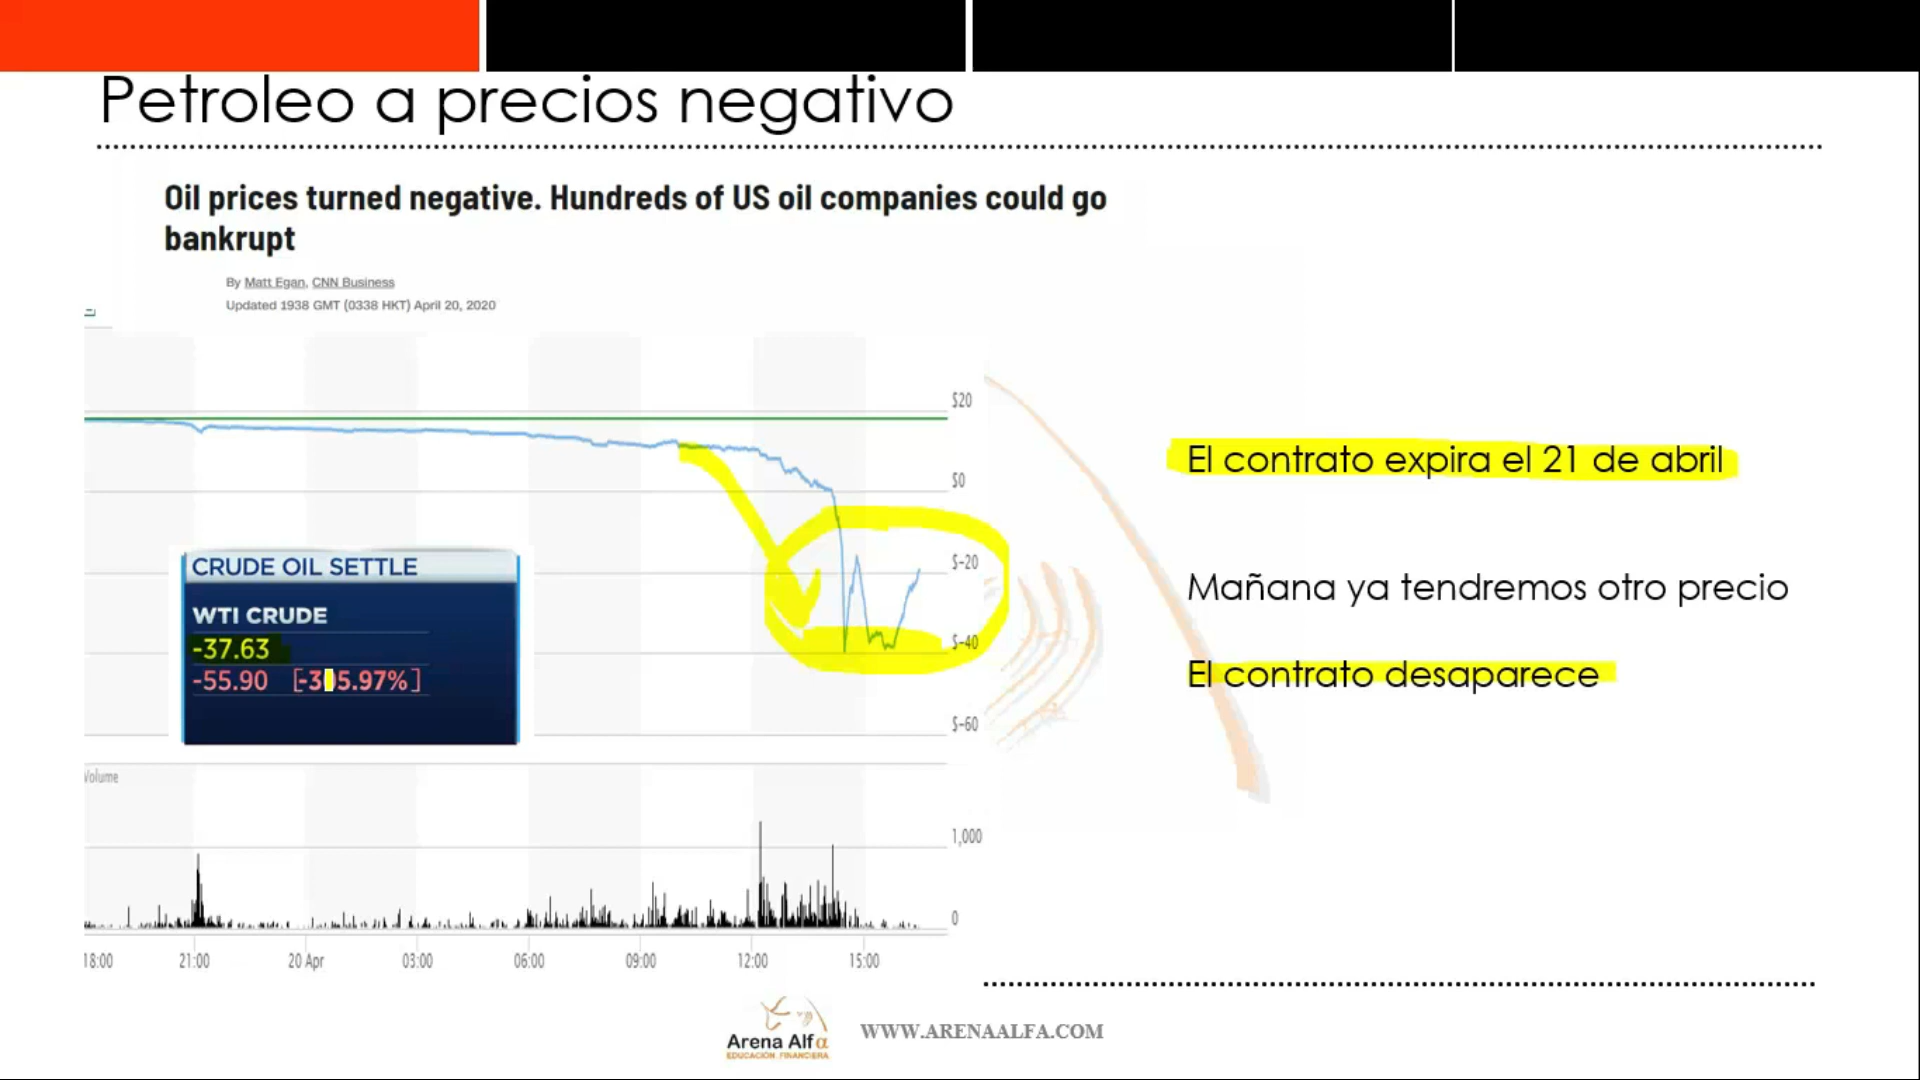 Petroleo a precios negativo
Oil prices turned negative. Hundreds of US oil companies could go
bankrupt
By Matt Egan, CNN Business
Updated 1938 GMT (0338 HKT) April 20, 2020
$20
$0
$-20
$-40
$-60
CRUDE OIL SETTLE
WTI CRUDE
-37.63
-55.90 [-305.97%]
El contrato expira el 21 de abril
Mañana ya tendremos otro precio
El contrato desaparece
Volume
1,000
0
18:00 21:00 20 Apr 03:00 06:00 09:00 12:00 15:00
Arena Alfα
EDUCACIÓN FINANCIERA
WWW.ARENAALFA.COM